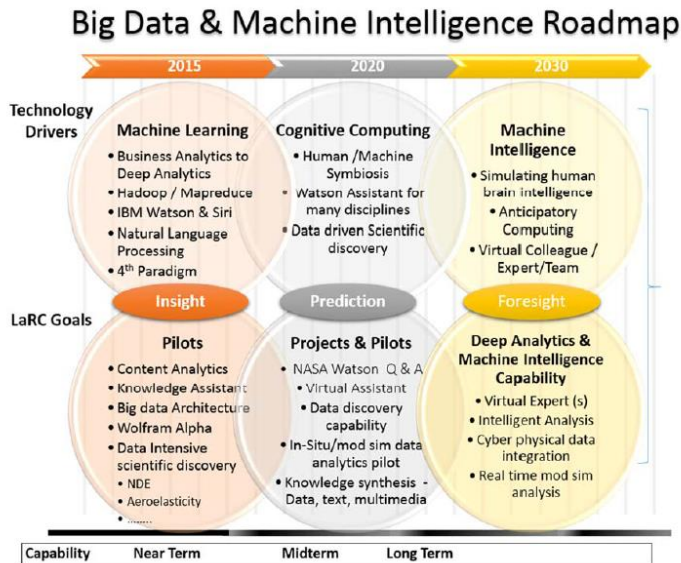 Big Data & Machine Intelligence Roadmap
2015
2020
2030
Technology
Drivers
Machine Learning
• Business Analytics to
Deep Analytics
• Hadoop / Mapreduce
• IBM Watson & Siri
• Natural Language
Processing
• 4th Paradigm
Cognitive Computing
• Human /Machine
Symbiosis
• Watson Assistant for
many disciplines
• Data driven Scientific
discovery
Machine
Intelligence
• Simulating human
brain intelligence
• Anticipatory
Computing
• Virtual Colleague /
Expert/Team
Insight
Prediction
Foresight
LaRC Goals
Pilots
• Content Analytics
• Knowledge Assistant
• Big data Architecture
• Wolfram Alpha
• Data Intensive
scientific discovery
• NDE
• Aeroelasticity
• ........
Projects & Pilots
• NASA Watson Q & A
• Virtual Assistant
• Data discovery
capability
• In-Situ/mod sim data
analytics pilot
• Knowledge synthesis -
Data, text, multimedia
Deep Analytics &
Machine Intelligence
Capability
• Virtual Expert (s)
• Intelligent Analysis
• Cyber physical data
integration
• Real time mod sim
analysis
Capability Near Term Midterm Long Term